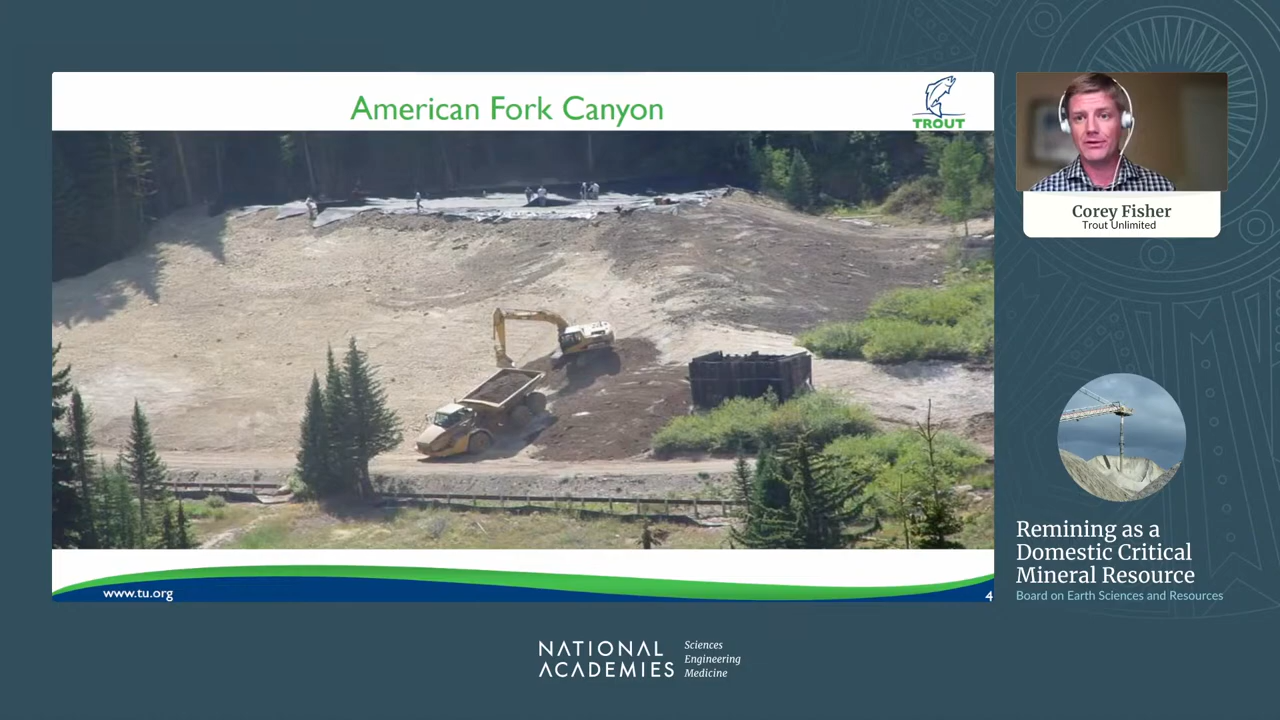 American Fork Canyon
TROUT
www.tu.org
4
Corey Fisher
Trout Unlimited
Remining as a
Domestic Critical
Mineral Resource
Board on Earth Sciences and Resources
NATIONAL
ACADEMIES
Sciences
Engineering
Medicine